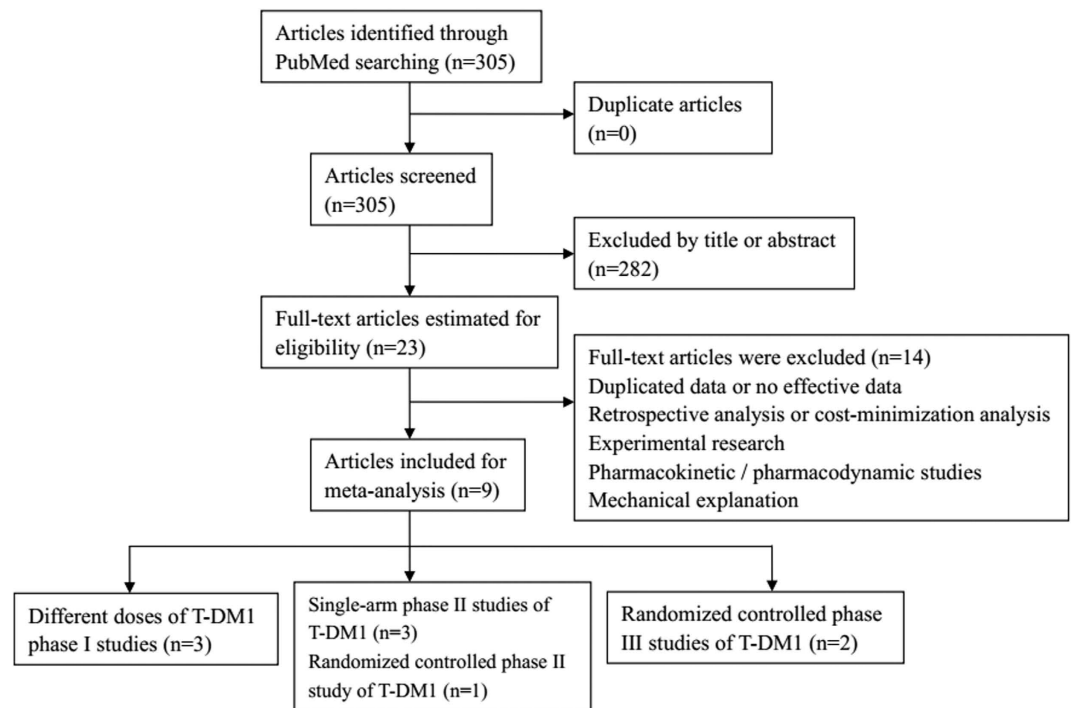 Articles identified through
PubMed searching (n=305)
Duplicate articles
(n=0)
Articles screened
(n=305)
Excluded by title or abstract
(n=282)
Full-text articles estimated for
eligibility (n=23)
Full-text articles were excluded (n=14)
Duplicated data or no effective data
Retrospective analysis or cost-minimization analysis
Experimental research
Pharmacokinetic / pharmacodynamic studies
Mechanical explanation
Articles included for
meta-analysis (n=9)
Different doses of T-DM1
phase I studies (n=3)
Single-arm phase II studies of
T-DM1 (n=3)
Randomized controlled phase II
study of T-DM1 (n=1)
Randomized controlled phase
III studies of T-DM1 (n=2)